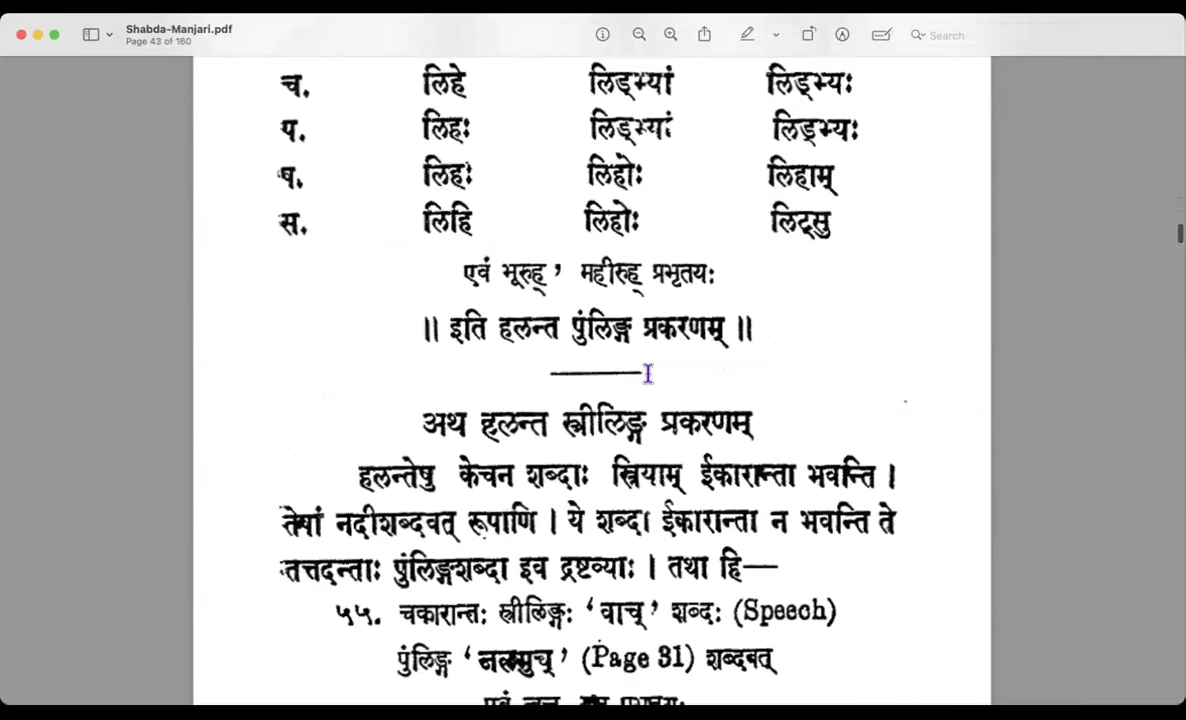 Shabda-Manjari.pdf
Page 43 of 160
Search
च. लिहे लिड्भ्यां लिड्भ्यः
प. लिहः लिड्भ्यां लिड्भ्यः
ष. लिहः लिहोः लिहाम्
स. लिहि लिहोः लिट्सु
एवं भूरुह् ’ महीरुह् प्रभृतयः
॥ इति हलन्त पुंलिङ्ग प्रकरणम् ॥
अथ हलन्त स्त्रीलिङ्ग प्रकरणम्
हलन्तेषु केचन शब्दाः स्त्रियाम् ईकारान्ता भवन्ति ।
तेषां नदीशब्दवत् रूपाणि । ये शब्दा ईकारान्ता न भवन्ति ते
तत्तदन्ताः पुंलिङ्गशब्दा इव द्रष्टव्याः । तथा हि—
५५. चकारान्तः स्त्रीलिङ्गः ‘वाच्’ शब्दः (Speech)
पुंलिङ्ग ‘जलमुच्’ (Page 31) शब्दवत्